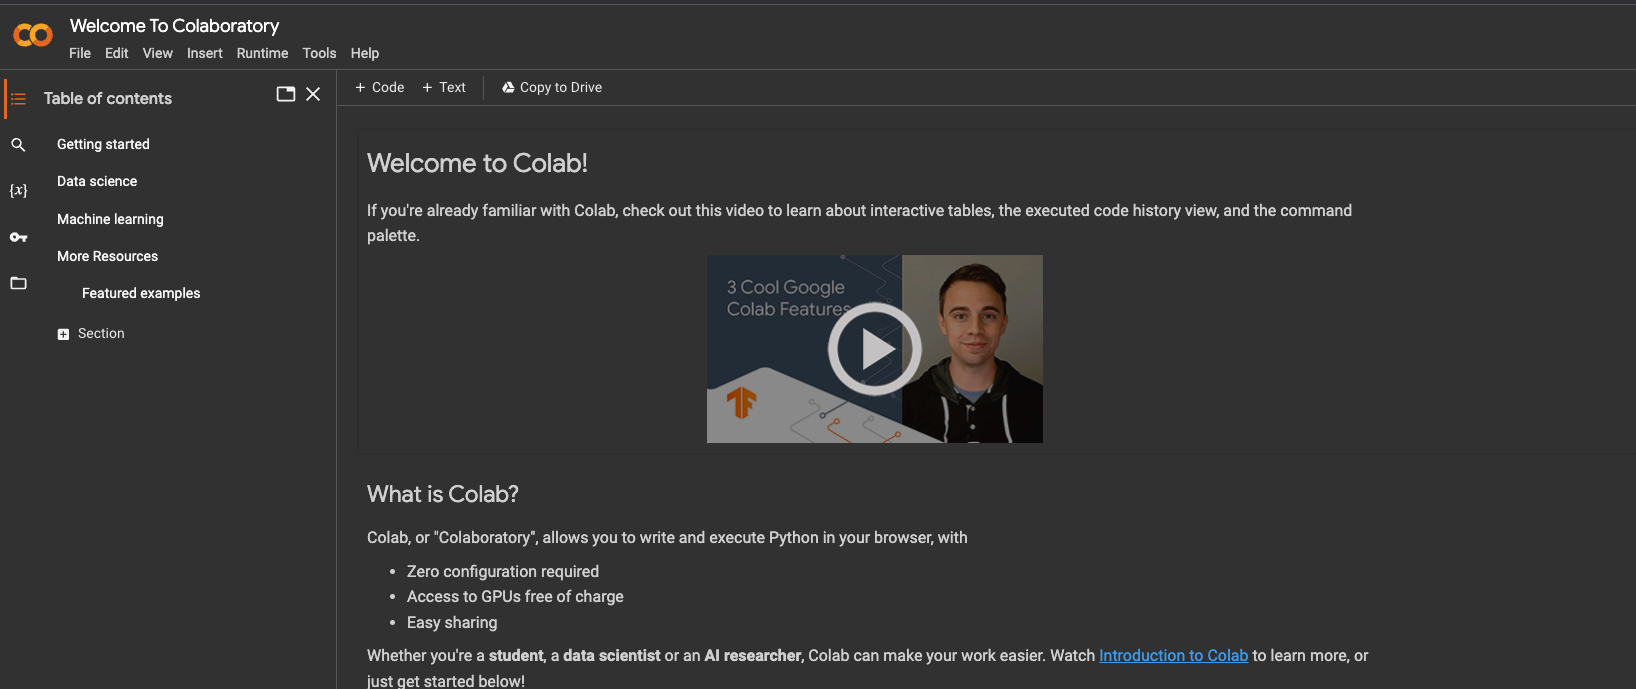 Welcome To Colaboratory
File Edit View Insert Runtime Tools Help
Table of contents
Getting started
Data science
{x}
Machine learning
More Resources
Featured examples
Section
+ Code + Text Copy to Drive
Welcome to Colab!
If you're already familiar with Colab, check out this video to learn about interactive tables, the executed code history view, and the command
palette.
3 Cool Google
Colab Features
What is Colab?
Colab, or "Colaboratory", allows you to write and execute Python in your browser, with
• Zero configuration required
• Access to GPUs free of charge
• Easy sharing
Whether you're a student, a data scientist or an AI researcher, Colab can make your work easier. Watch Introduction to Colab to learn more, or
just get started below!